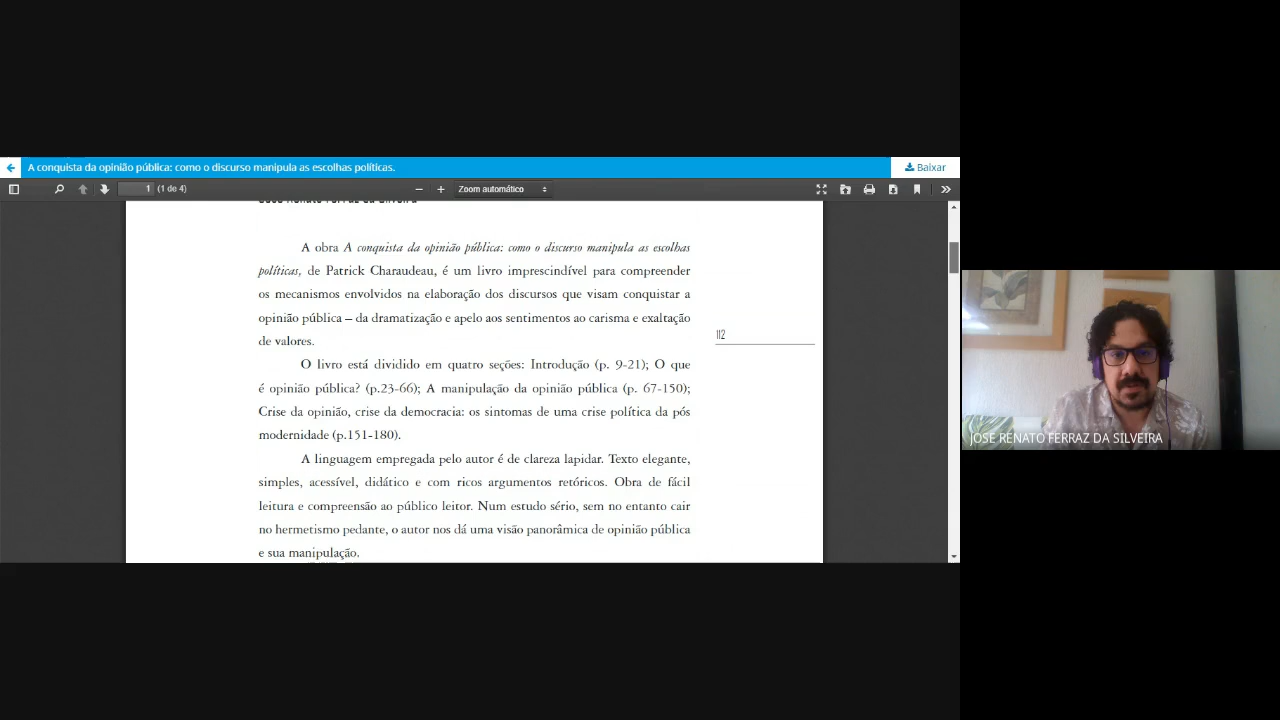 A conquista da opinião pública: como o discurso manipula as escolhas políticas.
Baixar
1 (1 de 4)
Zoom automático
José Renato Ferraz da Silveira
A obra A conquista da opinião pública: como o discurso manipula as escolhas
políticas, de Patrick Charaudeau, é um livro imprescindível para compreender
os mecanismos envolvidos na elaboração dos discursos que visam conquistar a
opinião pública – da dramatização e apelo aos sentimentos ao carisma e exaltação
de valores.
112
O livro está dividido em quatro seções: Introdução (p. 9-21); O que
é opinião pública? (p.23-66); A manipulação da opinião pública (p. 67-150);
Crise da opinião, crise da democracia: os sintomas de uma crise política da pós
modernidade (p.151-180).
A linguagem empregada pelo autor é de clareza lapidar. Texto elegante,
simples, acessível, didático e com ricos argumentos retóricos. Obra de fácil
leitura e compreensão ao público leitor. Num estudo sério, sem no entanto cair
no hermetismo pedante, o autor nos dá uma visão panorâmica de opinião pública
e sua manipulação.
JOSE RENATO FERRAZ DA SILVEIRA